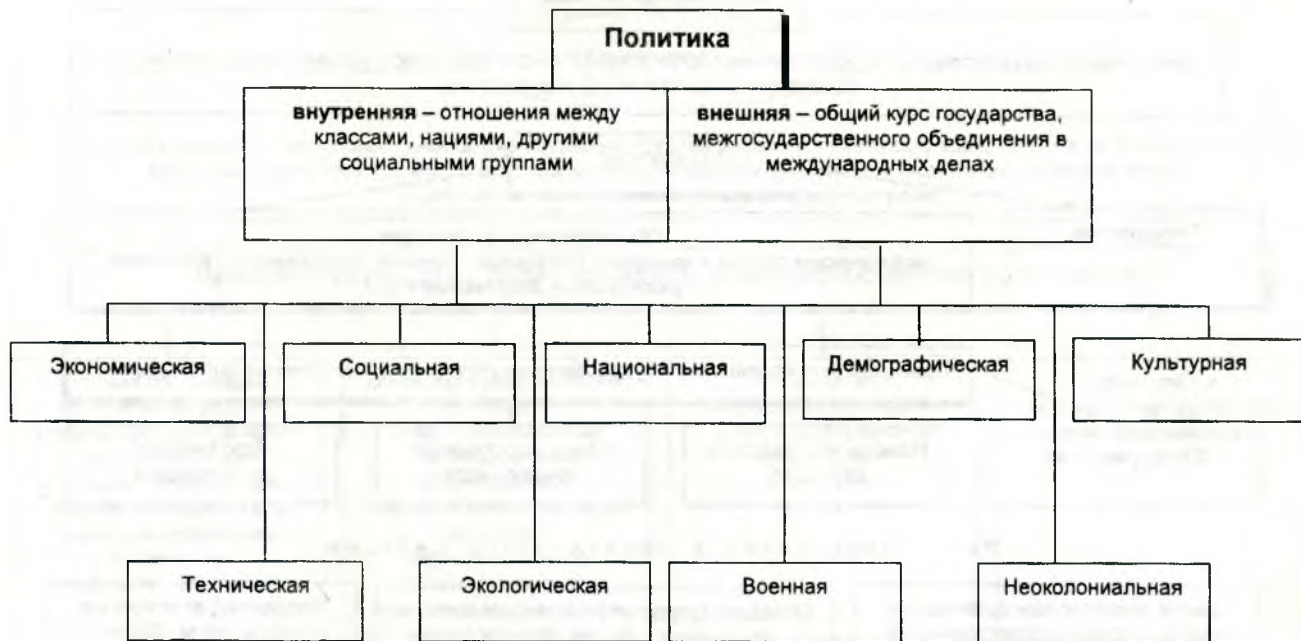 Политика
внутренняя – отношения между
классами, нациями, другими
социальными группами
внешняя – общий курс государства,
межгосударственного объединения в
международных делах
Экономическая
Социальная
Национальная
Демографическая
Культурная
Техническая
Экологическая
Военная
Неоколониальная